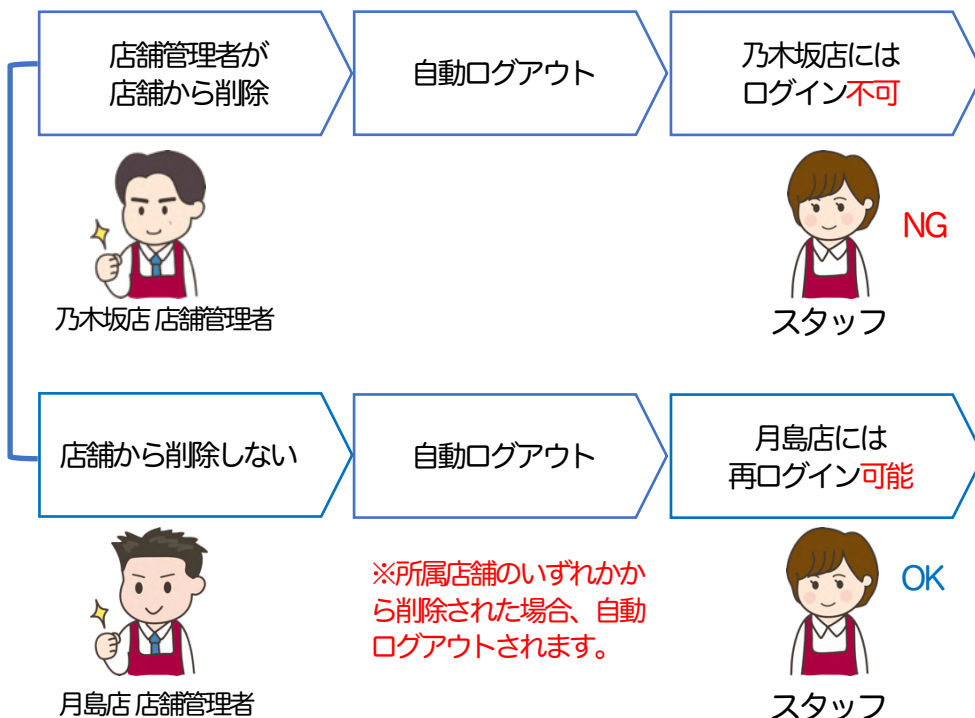 店舗管理者が
店舗から削除
自動ログアウト
乃木坂店には
ログイン不可
乃木坂店 店舗管理者
NG
スタッフ
店舗から削除しない
自動ログアウト
月島店には
再ログイン可能
※所属店舗のいずれかか
ら削除された場合、自動
ログアウトされます。
OK
月島店 店舗管理者
スタッフ